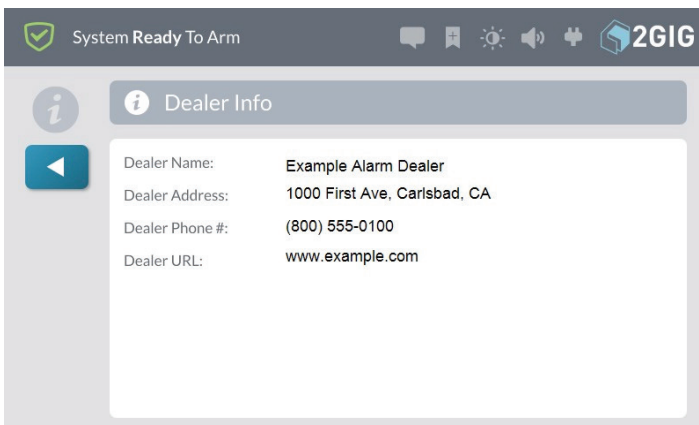 System Ready To Arm
2GIG
Dealer Info
Dealer Name: Example Alarm Dealer
Dealer Address: 1000 First Ave, Carlsbad, CA
Dealer Phone #: (800) 555-0100
Dealer URL: www.example.com